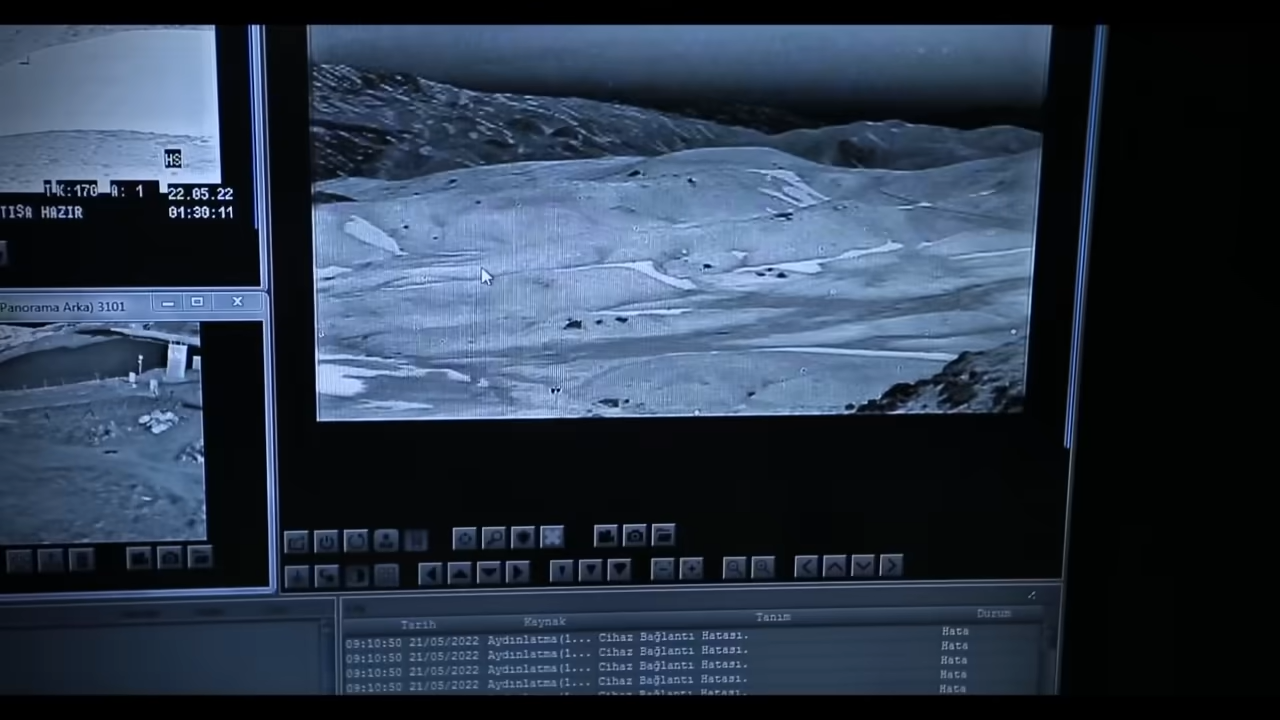 HS
K:170 A: 1 22.05.22
HAZIR 01:30:11
Panorama Arka) 3101
Tarih Kaynak Tanım Durum
09:10:50 21/05/2022 Aydınlatma(1... Cihaz Bağlantı Hatası. Hata
09:10:50 21/05/2022 Aydınlatma(1... Cihaz Bağlantı Hatası. Hata
09:10:50 21/05/2022 Aydınlatma(1... Cihaz Bağlantı Hatası. Hata
09:10:50 21/05/2022 Aydınlatma(1... Cihaz Bağlantı Hatası. Hata